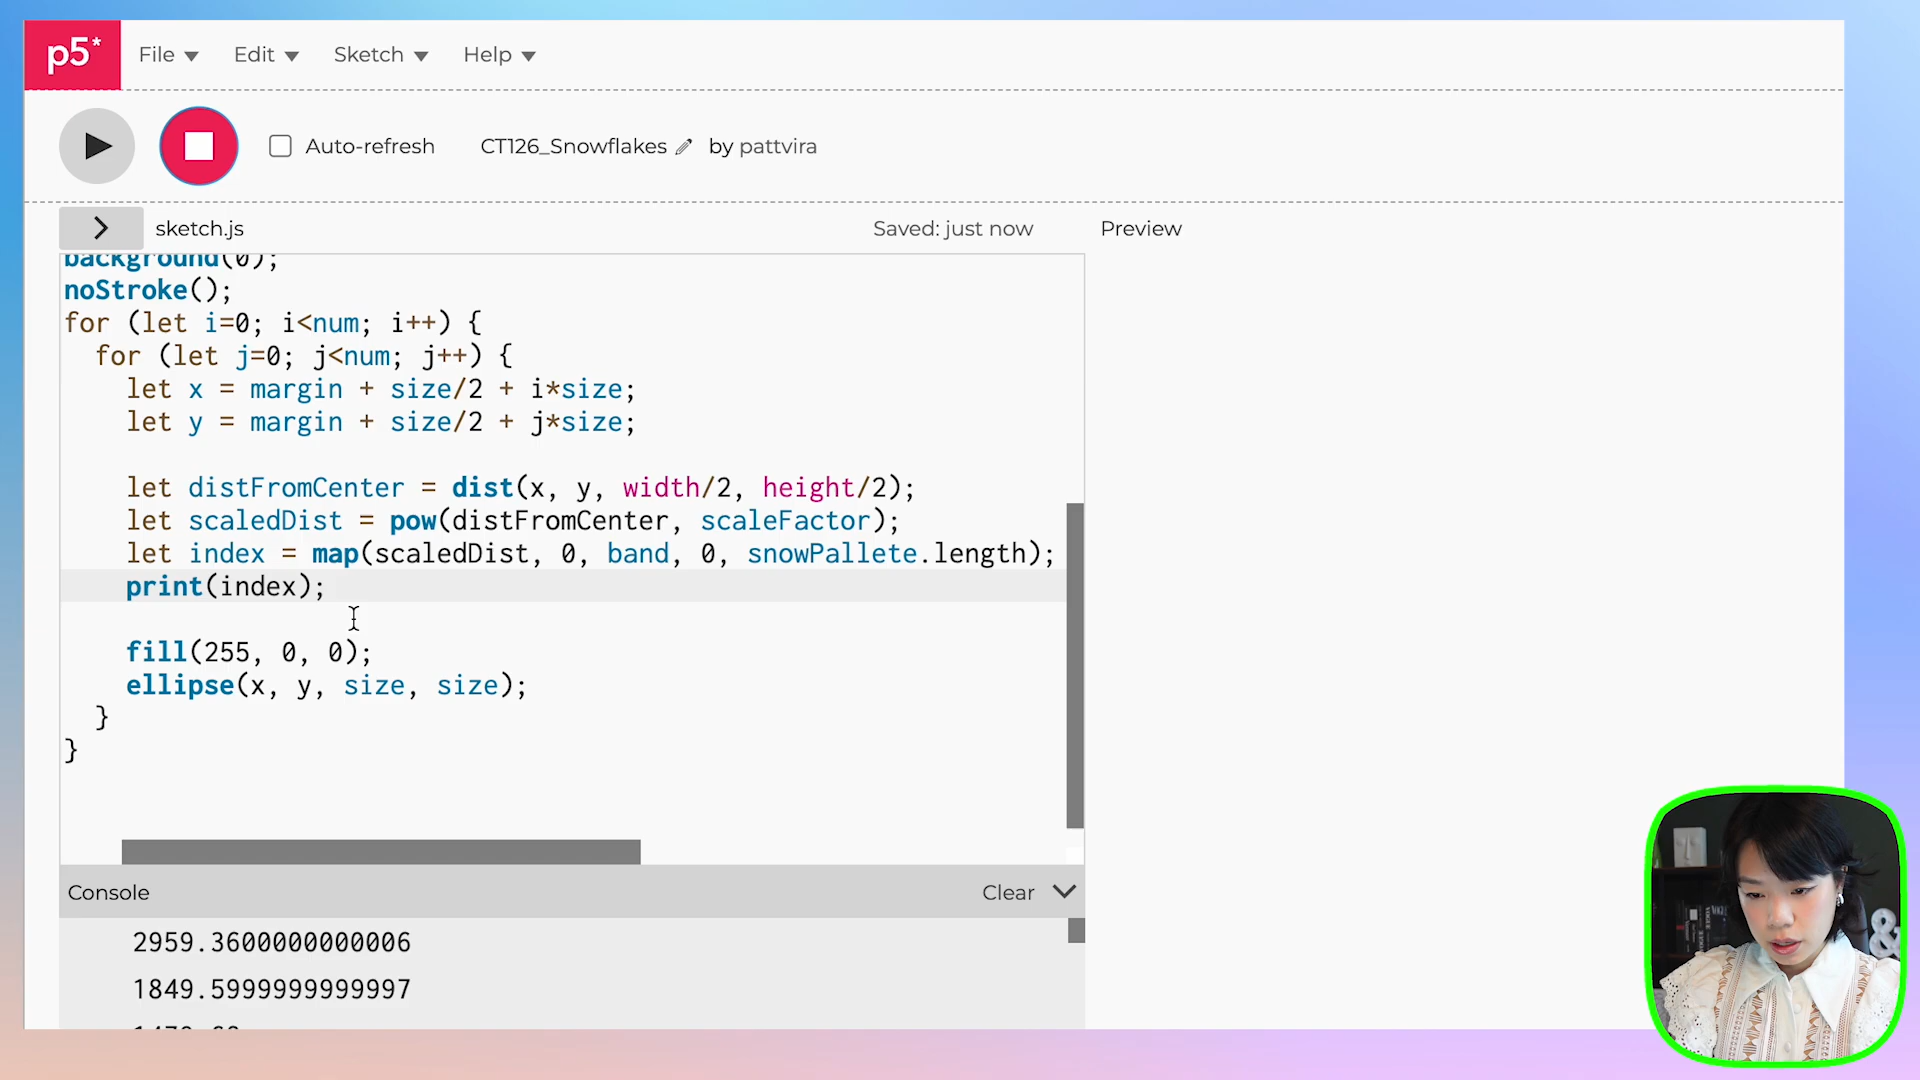 p5*
File Edit Sketch Help
Auto-refresh CT126_Snowflakes by pattvira
sketch.js Saved: just now Preview
background(0);
noStroke();
for (let i=0; i<num; i++) {
for (let j=0; j<num; j++) {
let x = margin + size/2 + i*size;
let y = margin + size/2 + j*size;
let distFromCenter = dist(x, y, width/2, height/2);
let scaledDist = pow(distFromCenter, scaleFactor);
let index = map(scaledDist, 0, band, 0, snowPallete.length);
print(index);
fill(255, 0, 0);
ellipse(x, y, size, size);
}
}
Console Clear
2959.3600000000006
1849.5999999999997